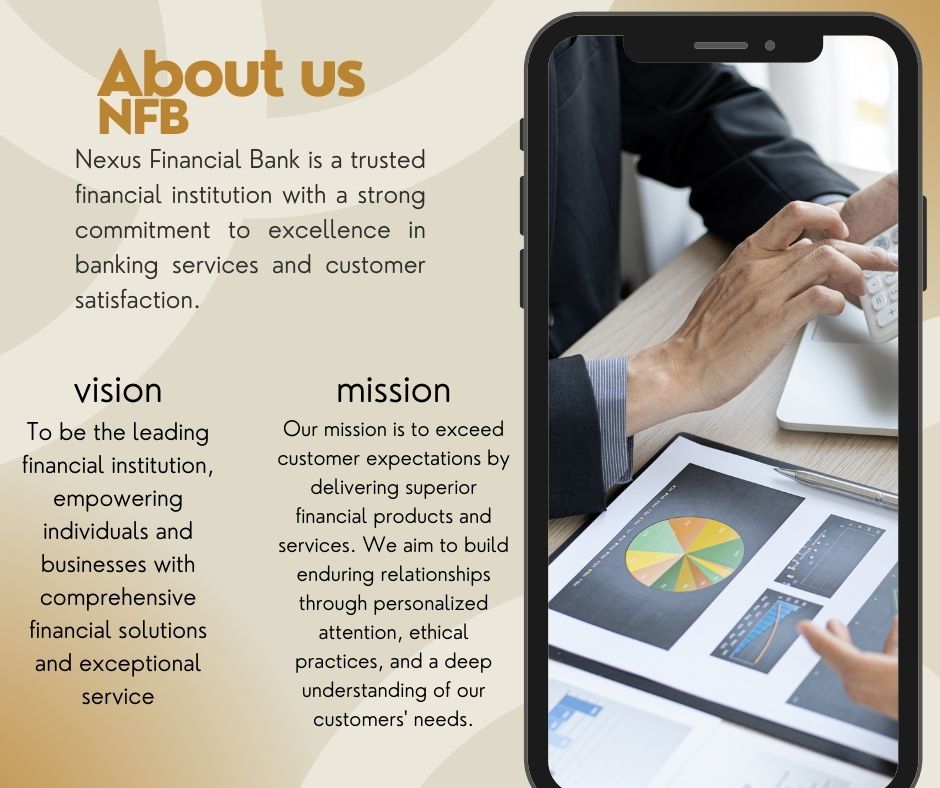 About us
NFB
Nexus Financial Bank is a trusted
financial institution with a strong
commitment to excellence in
banking services and customer
satisfaction.
vision
To be the leading
financial institution,
empowering
individuals and
businesses with
comprehensive
financial solutions
and exceptional
service
mission
Our mission is to exceed
customer expectations by
delivering superior
financial products and
services. We aim to build
enduring relationships
through personalized
attention, ethical
practices, and a deep
understanding of our
customers' needs.